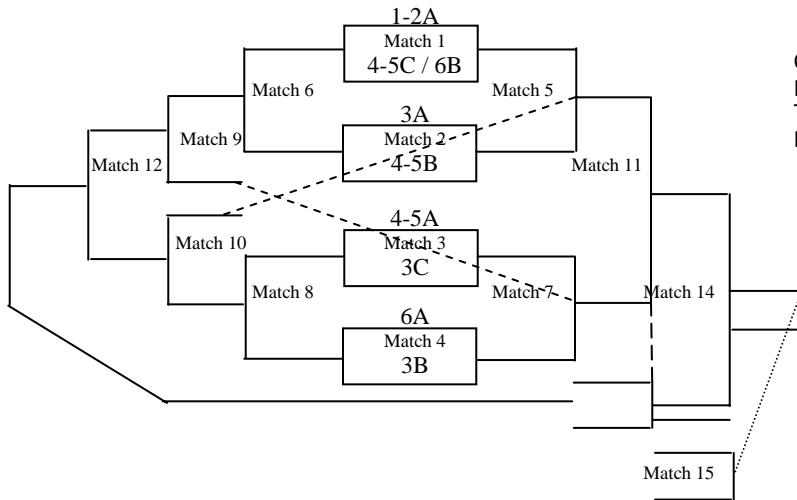 1-2A
Match 1
4-5C / 6B
Match 6
Match 5
3A
Match 9
Match 2
4-5B
Match 12
Match 11
4-5A
Match 10
Match 3
3C
Match 8
Match 7
Match 14
6A
Match 4
3B
Match 15